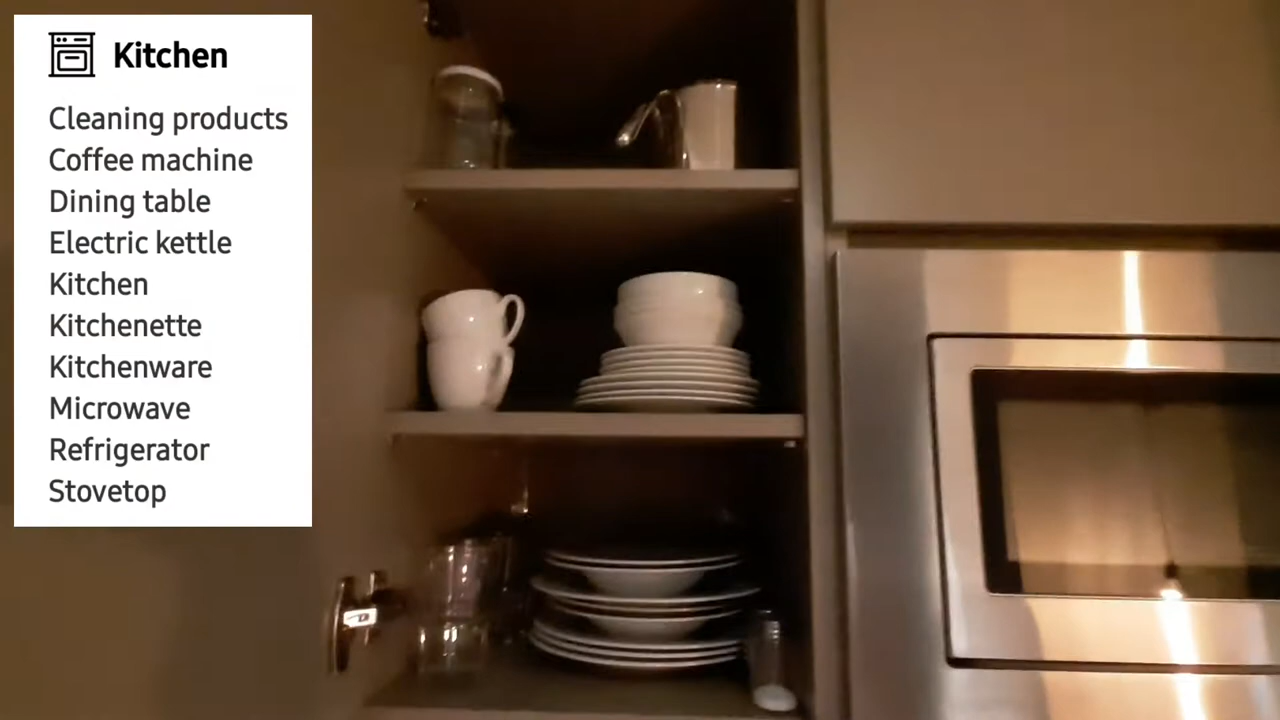 Kitchen
Cleaning products
Coffee machine
Dining table
Electric kettle
Kitchen
Kitchenette
Kitchenware
Microwave
Refrigerator
Stovetop